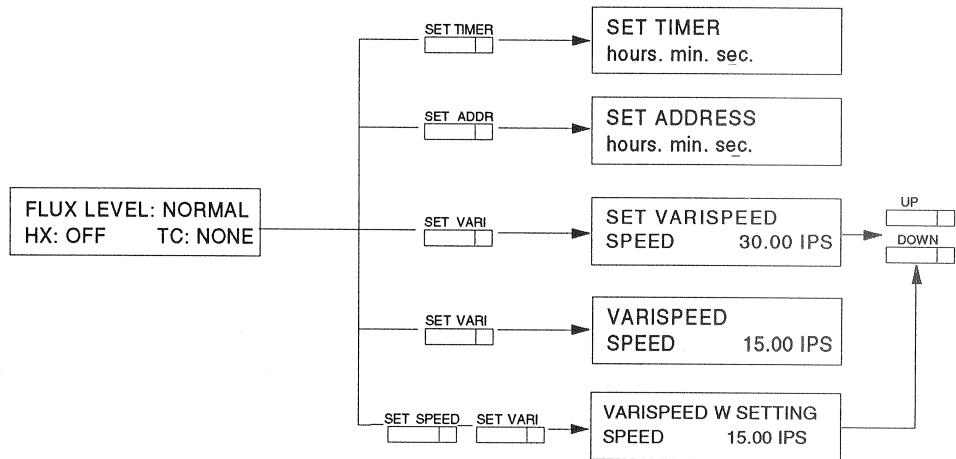 SET TIMER
SET TIMER
hours. min. sec.
SET ADDR
SET ADDRESS
hours. min. sec.
FLUX LEVEL: NORMAL
HX: OFF TC: NONE
SET VARI
SET VARISPEED
SPEED 30.00 IPS
UP
DOWN
SET VARI
VARISPEED
SPEED 15.00 IPS
SET SPEED SET VARI
VARISPEED W SETTING
SPEED 15.00 IPS